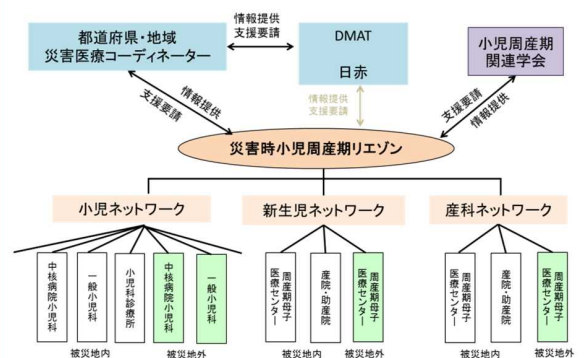 都道府県・地域
災害医療コーディネーター
情報提供
支援要請
DMAT
日赤
小児周産期
関連学会
情報提供
支援要請
情報提供
支援要請
支援要請
情報提供
災害時小児周産期リエゾン
小児ネットワーク
新生児ネットワーク
産科ネットワーク
中核病院小児科
一般小児科
小児科診療所
中核病院小児科
一般小児科
周産期母子
医療センター
産院・助産院
周産期母子
医療センター
周産期母子
医療センター
産院・助産院
周産期母子
医療センター
被災地内
被災地外
被災地内
被災地外
被災地内
被災地外